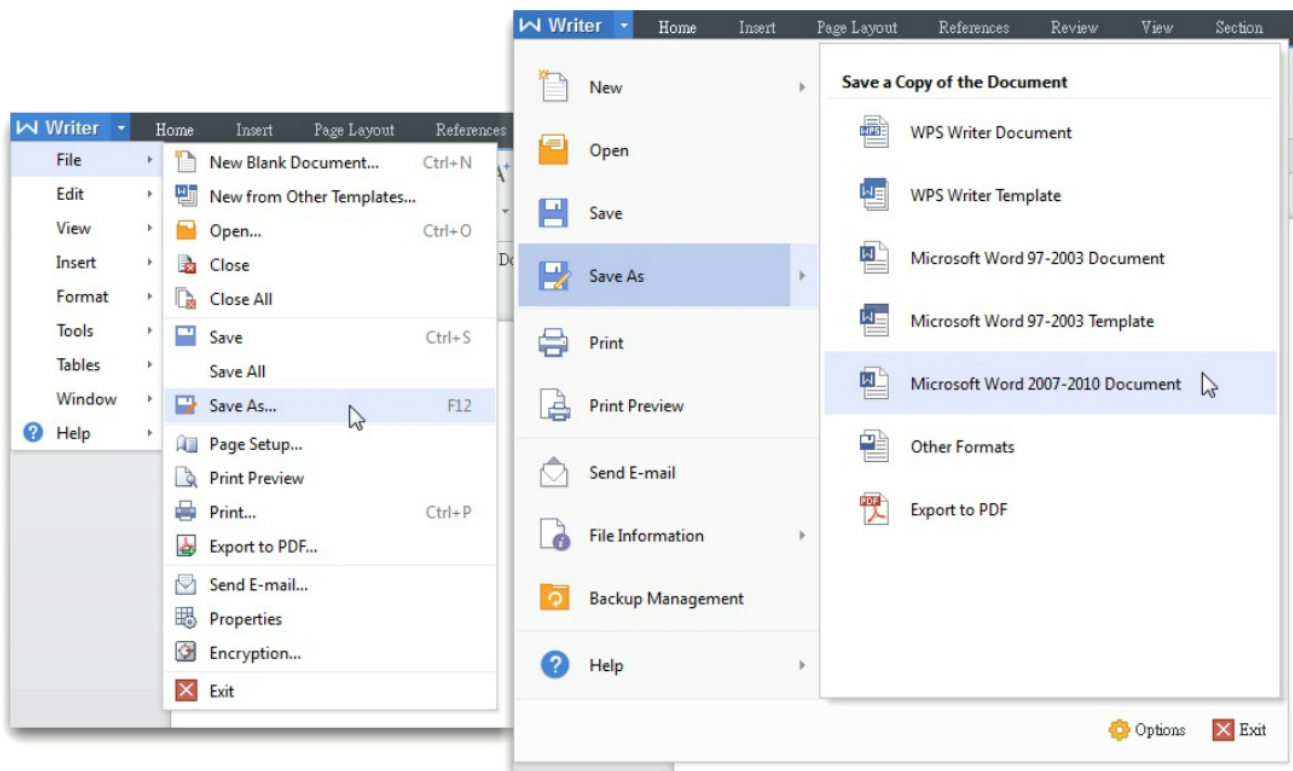 Writer
Home Insert Page Layout References
File
Edit
View
Insert
Format
Tools
Tables
Window
Help
New Blank Document... Ctrl+N
New from Other Templates...
Open... Ctrl+O
Close
Close All
Save Ctrl+S
Save All
Save As... F12
Page Setup...
Print Preview
Print... Ctrl+P
Export to PDF...
Send E-mail...
Properties
Encryption...
Exit
Writer
Home Insert Page Layout References Review View Section
New
Open
Save
Save As
Print
Print Preview
Send E-mail
File Information
Backup Management
Help
Save a Copy of the Document
WPS Writer Document
WPS Writer Template
Microsoft Word 97-2003 Document
Microsoft Word 97-2003 Template
Microsoft Word 2007-2010 Document
Other Formats
PDF Export to PDF
Options Exit